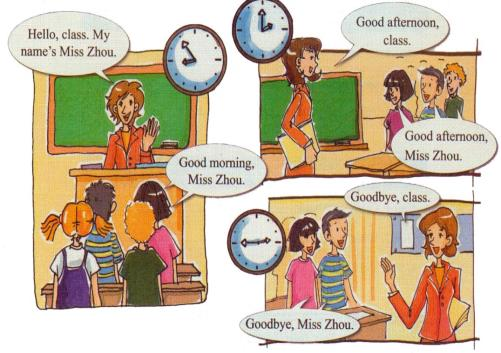 Hello, class. My
name's Miss Zhou.
Good morning,
Miss Zhou.
Good afternoon,
class.
Good afternoon,
Miss Zhou.
Goodbye, class.
Goodbye, Miss Zhou.